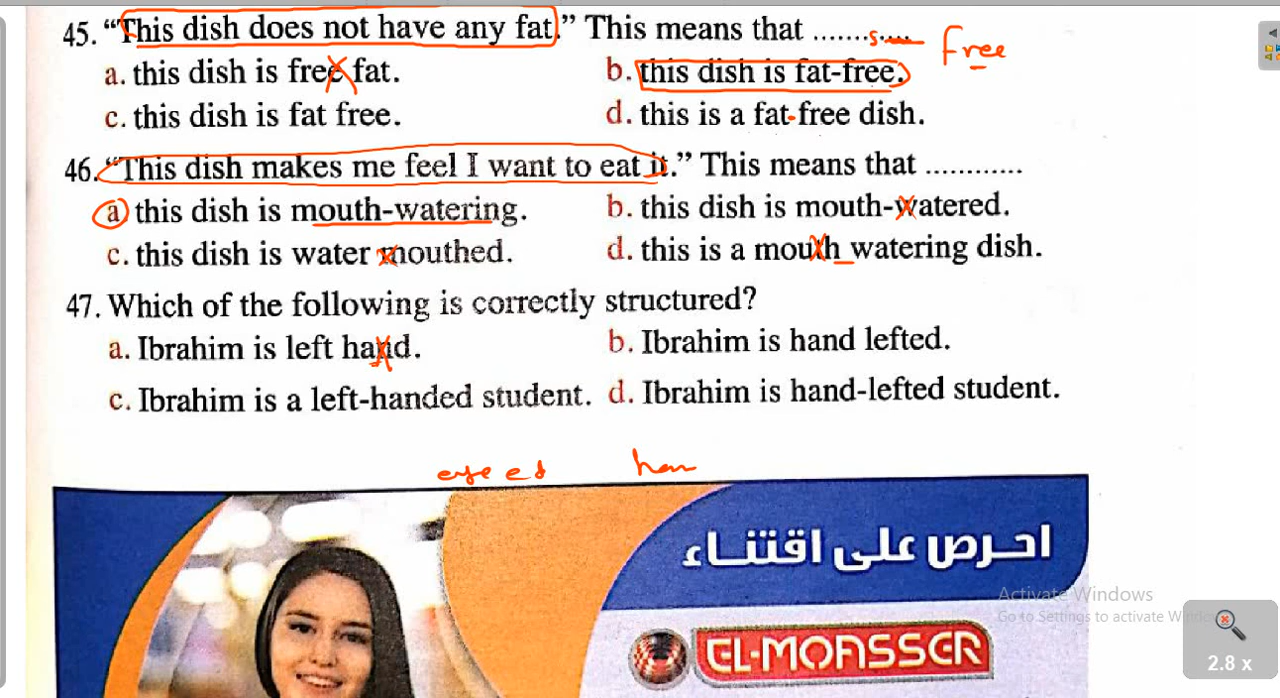 45. “This dish does not have any fat.” This means that ............
free
a. this dish is free fat. b. this dish is fat-free.
c. this dish is fat free. d. this is a fat-free dish.
46. “This dish makes me feel I want to eat it.” This means that ............
a. this dish is mouth-watering. b. this dish is mouth-watered.
c. this dish is water mouthed. d. this is a mouth watering dish.
47. Which of the following is correctly structured?
a. Ibrahim is left hand. b. Ibrahim is hand lefted.
c. Ibrahim is a left-handed student. d. Ibrahim is hand-lefted student.
eyeed han
احرص على اقتناء
Activate Windows
Go to Settings to activate Windows
EL-MOASSER
2.8 x